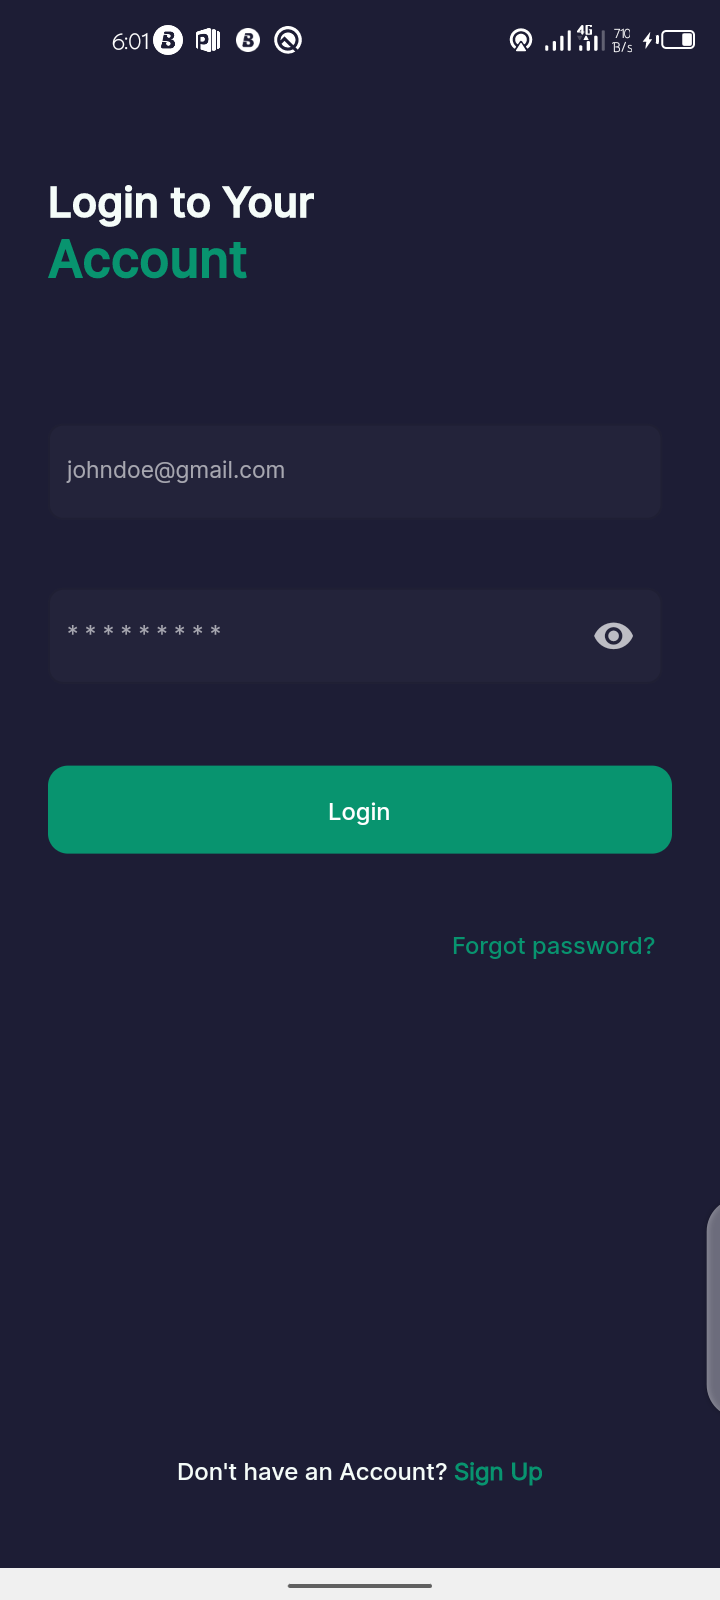 6:01 4G 710 B/s
Login to Your
Account
johndoe@gmail.com
* * * * * * * * *
Login
Forgot password?
Don't have an Account? Sign Up